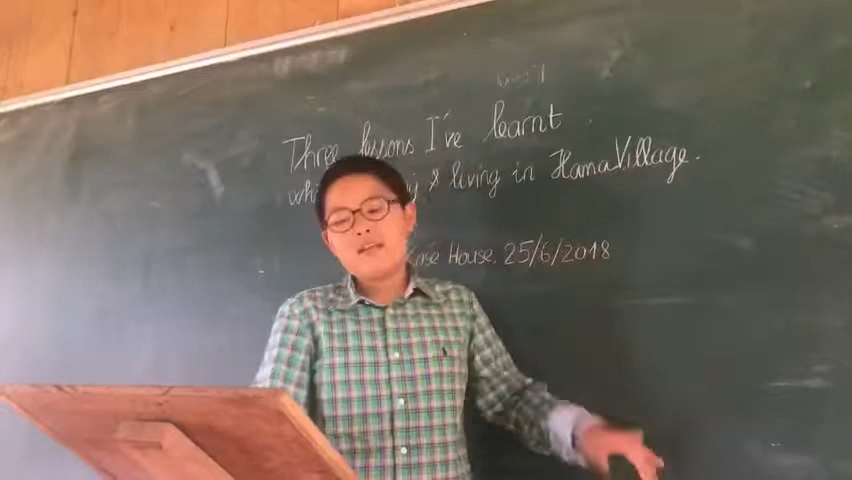 Three lessons I've learnt
& living in HamaVillage.
House, 25/6/2018